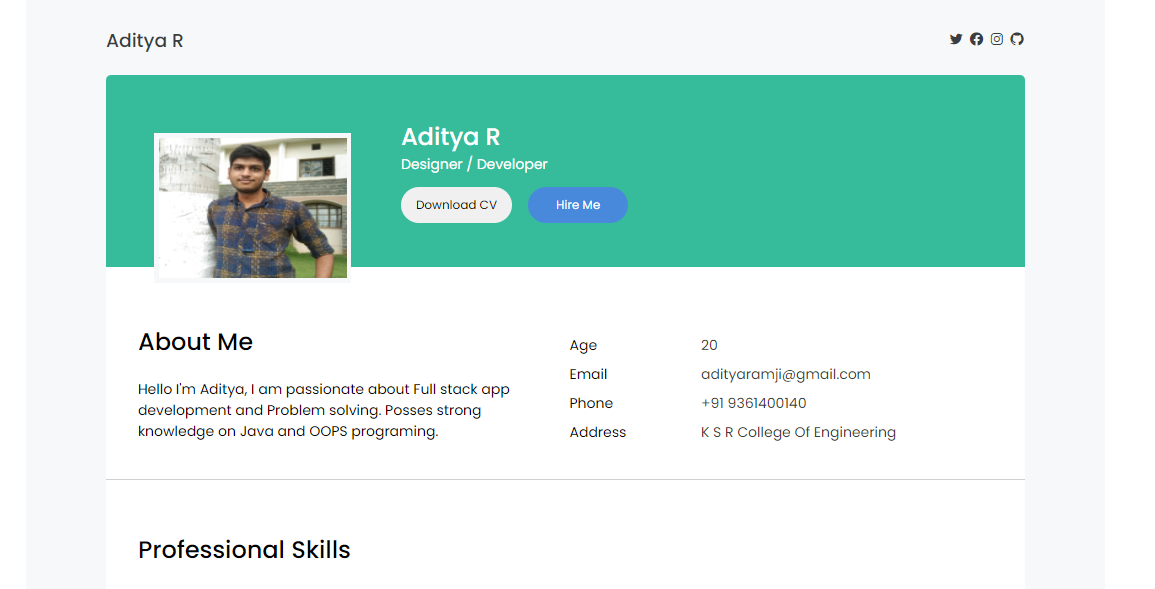 Aditya R
Aditya R
Designer / Developer
Download CV
Hire Me
About Me
Hello I'm Aditya, I am passionate about Full stack app
development and Problem solving. Posses strong
knowledge on Java and OOPS programing.
Age 20
Email adityaramji@gmail.com
Phone +91 9361400140
Address K S R College Of Engineering
Professional Skills